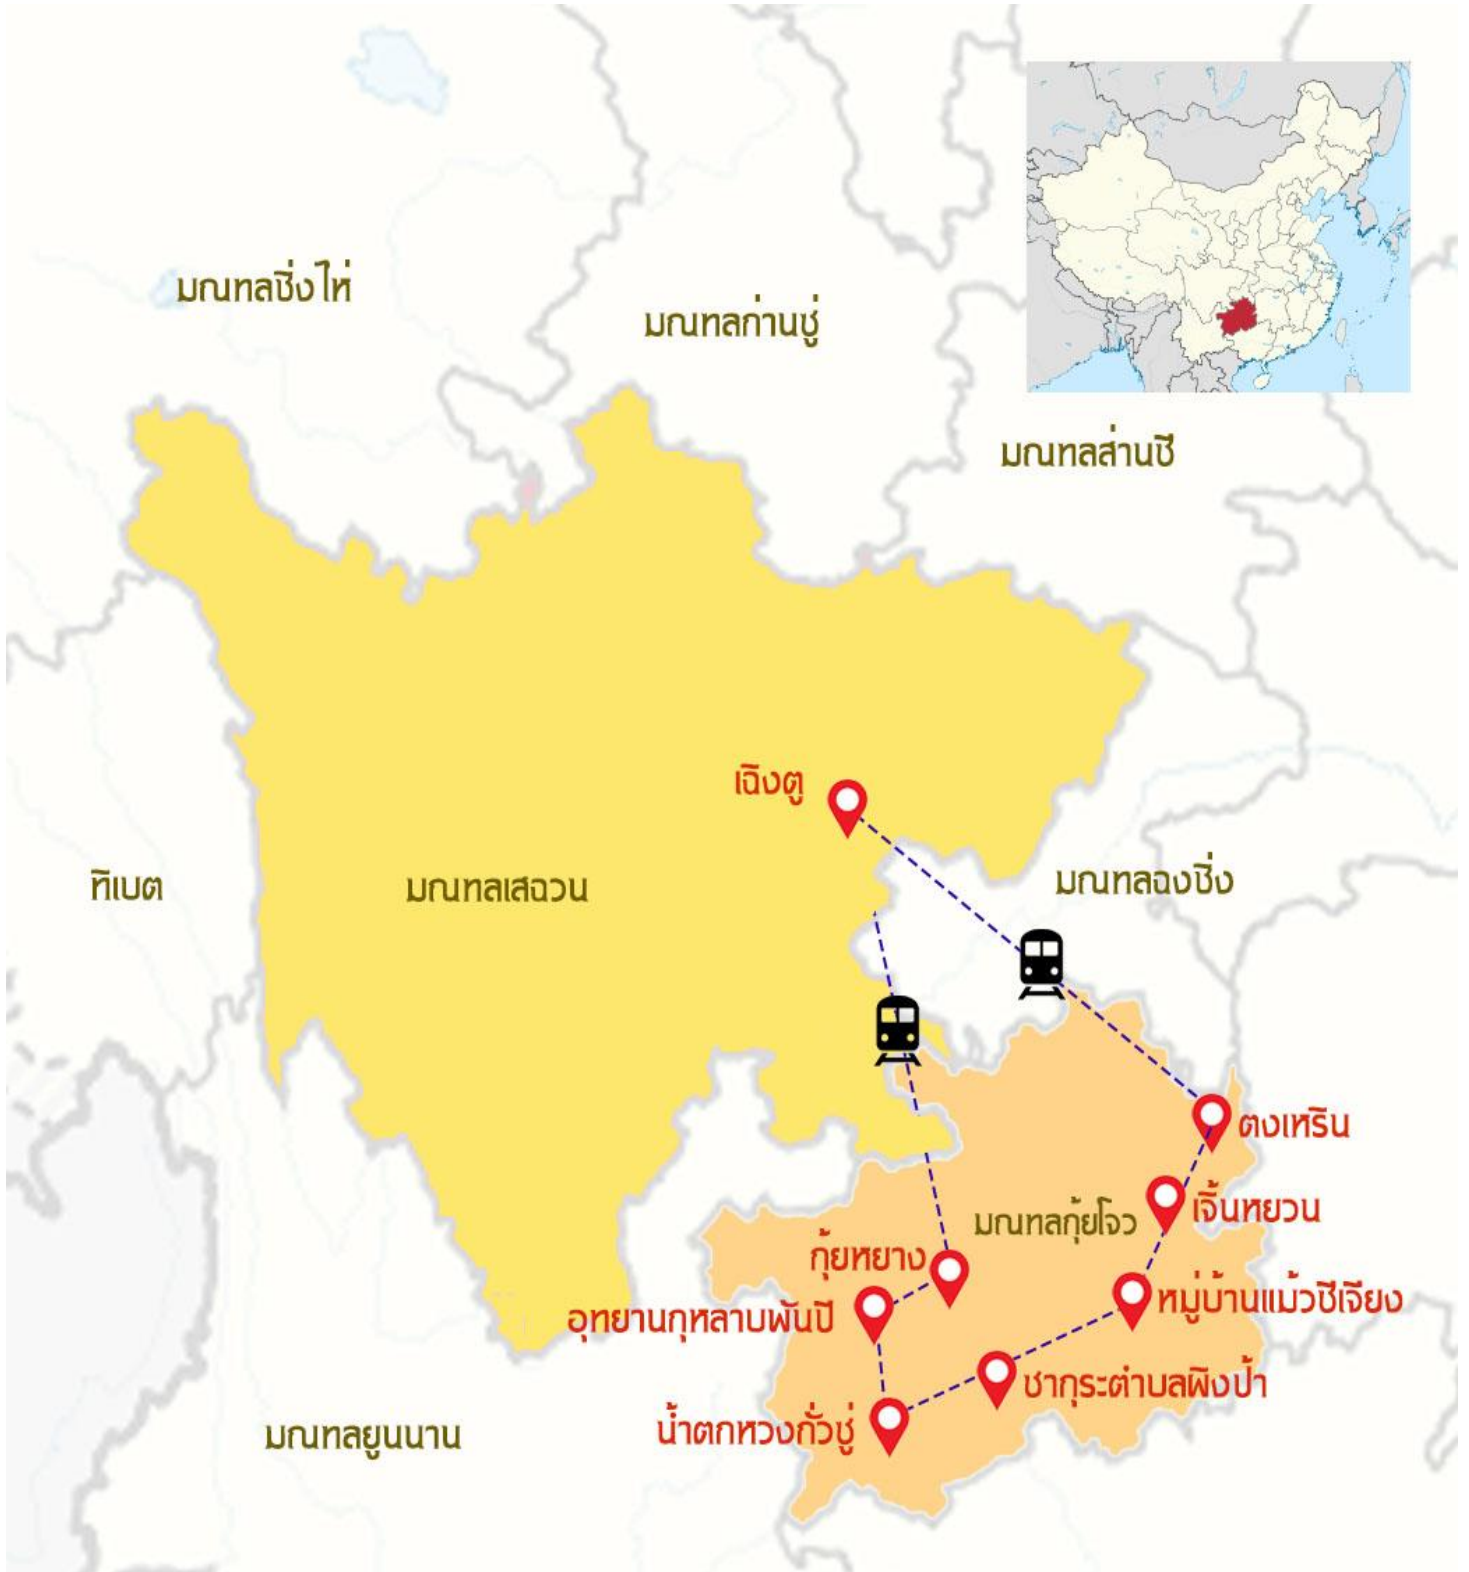 มณฑลชิ่งไห่
มณฑลก่านชู่
มณฑลส่านซี
เฉิงตู
ทิเบต
มณฑลเสฉวน
มณฑลฉงชิ่ง
ตงเหริน
เจิ้นหยวน
มณฑลกุ้ยโจว
กุ้ยหยาง
หมู่บ้านแม้วซีเจียง
อุทยานกุหลาบพันปี
ซากุระตำบลผิงป้า
น้ำตกหวงกั่วซู่
มณฑลยูนนาน